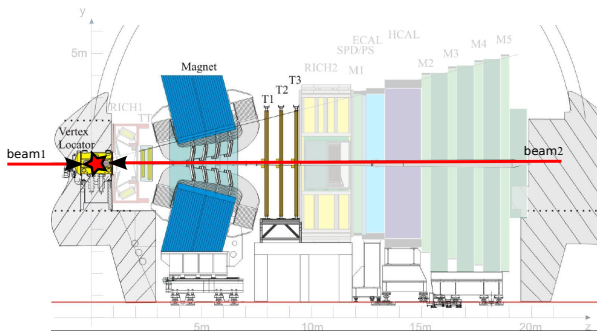 y
5m
Magnet
SPD/PS
ECAL
HCAL
M1
M2
M3
M4
M5
RICH2
T1
T2
T3
RICH1
TT
Vertex
Locator
beam1
beam2
5m
10m
15m
20m
z